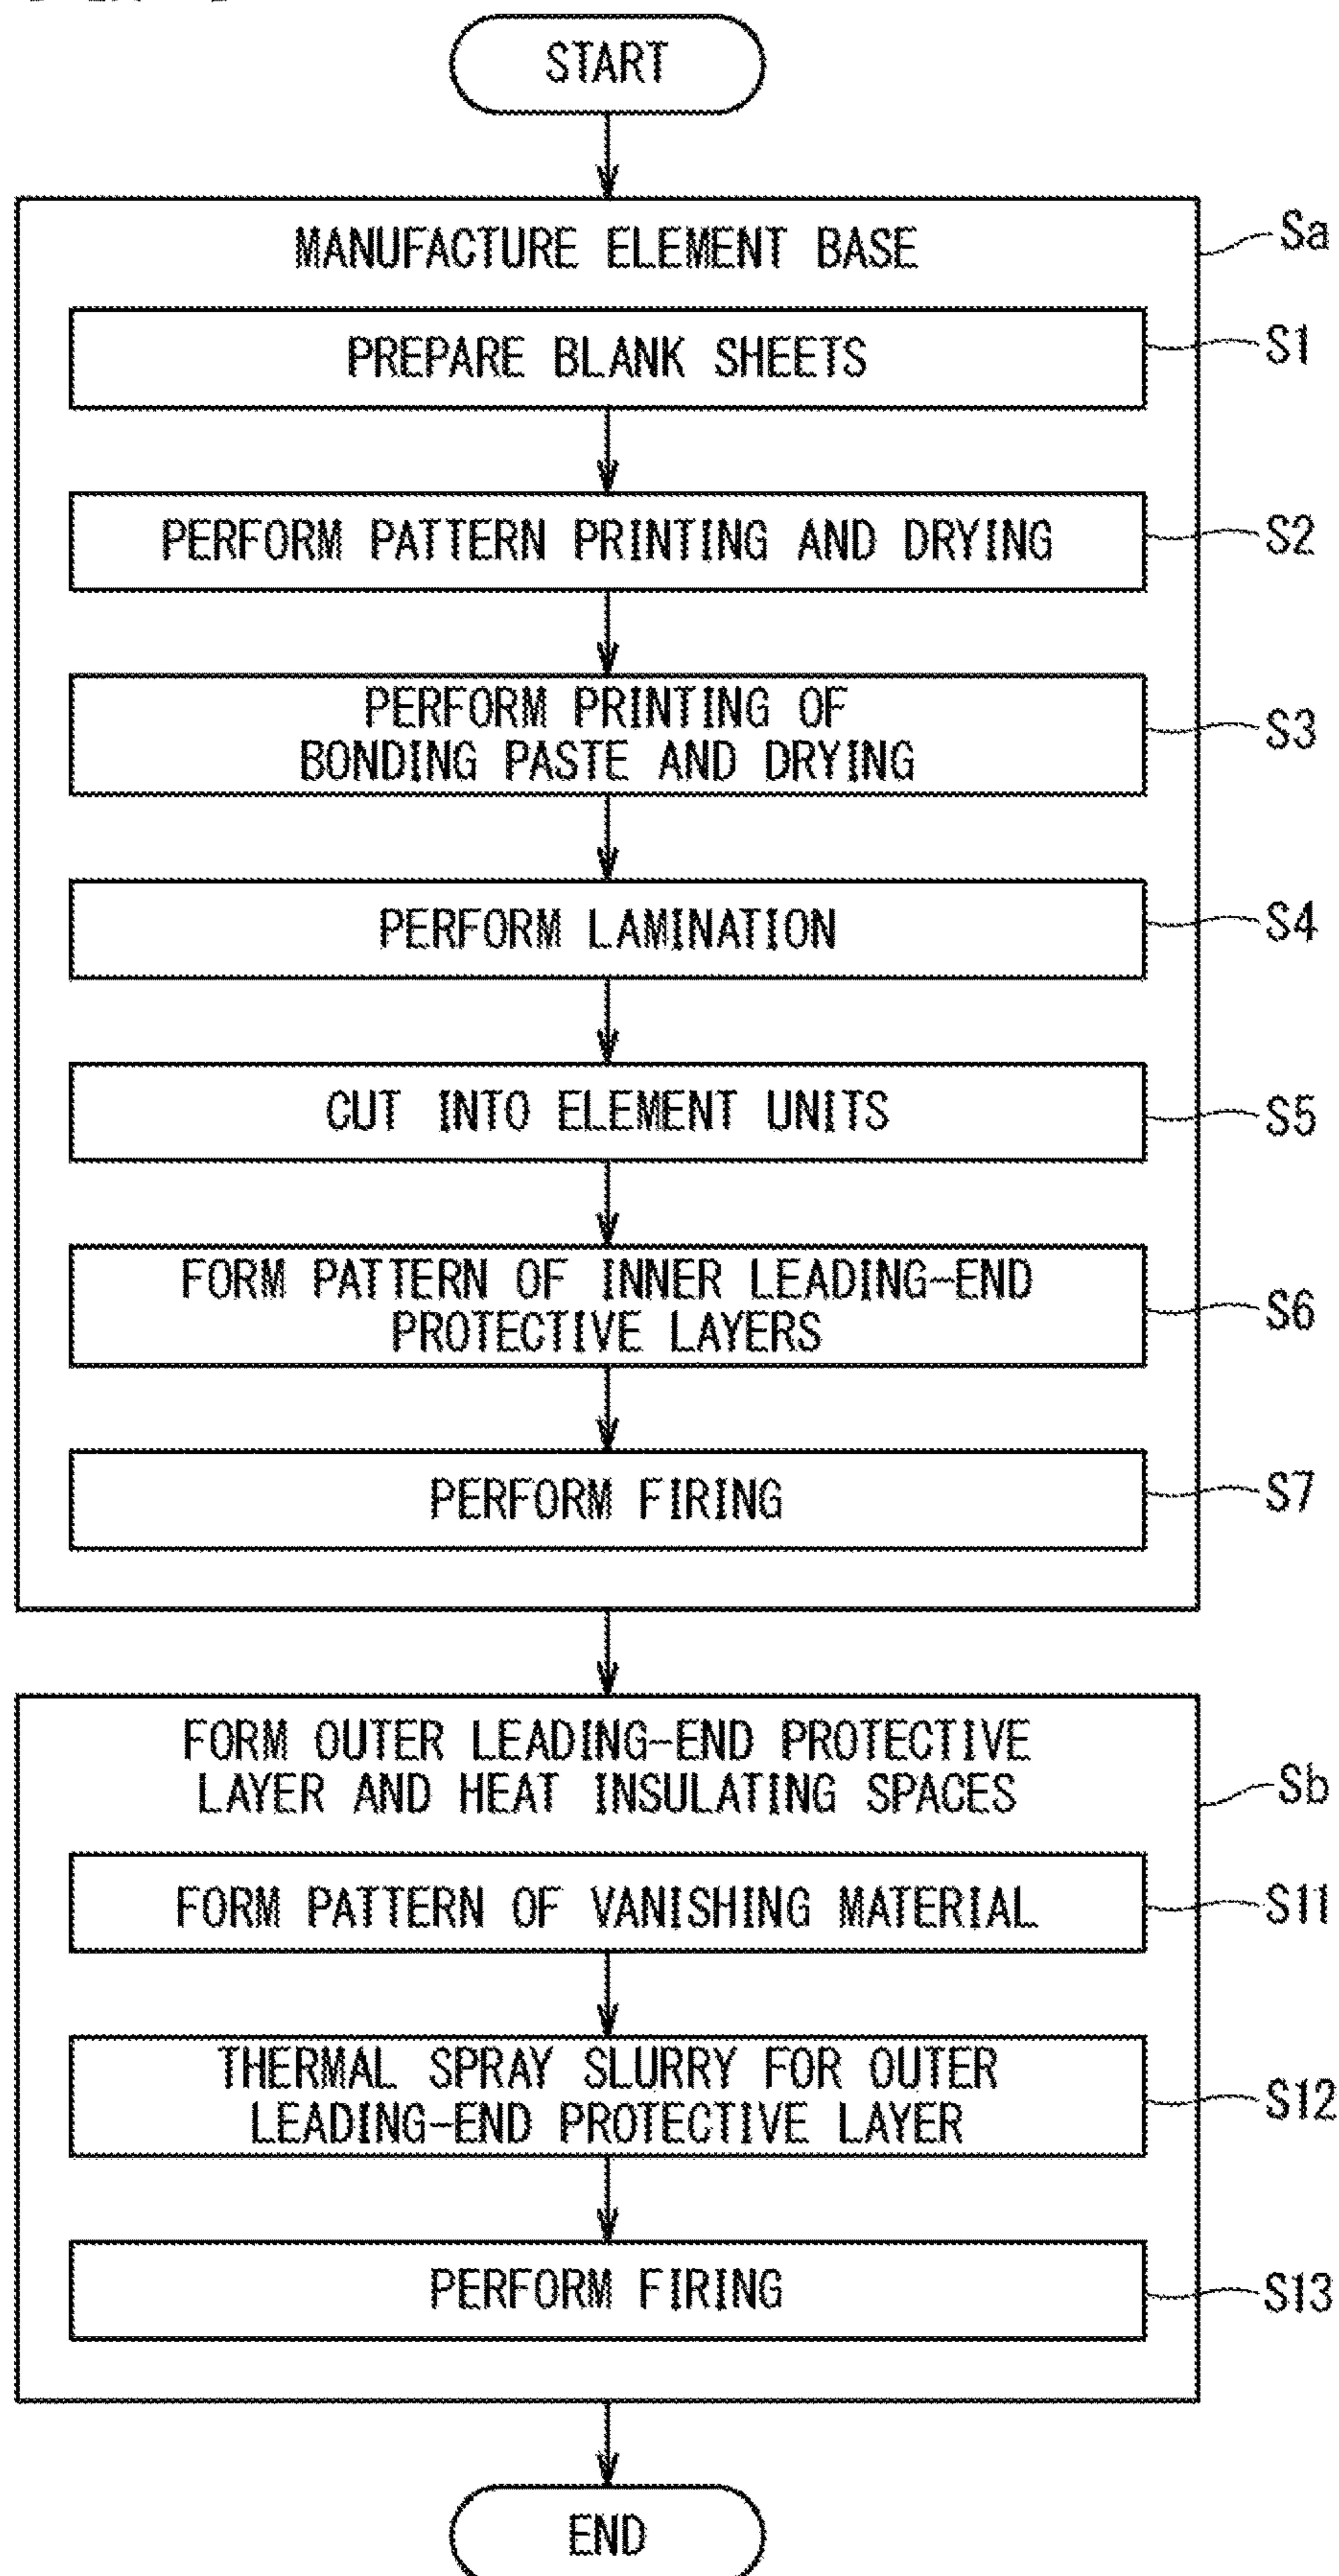 START
MANUFACTURE ELEMENT BASE
Sa
PREPARE BLANK SHEETS
S1
PERFORM PATTERN PRINTING AND DRYING
S2
PERFORM PRINTING OF
BONDING PASTE AND DRYING
S3
PERFORM LAMINATION
S4
CUT INTO ELEMENT UNITS
S5
FORM PATTERN OF INNER LEADING-END
PROTECTIVE LAYERS
S6
PERFORM FIRING
S7
FORM OUTER LEADING-END PROTECTIVE
LAYER AND HEAT INSULATING SPACES
Sb
FORM PATTERN OF VANISHING MATERIAL
S11
THERMAL SPRAY SLURRY FOR OUTER
LEADING-END PROTECTIVE LAYER
S12
PERFORM FIRING
S13
END